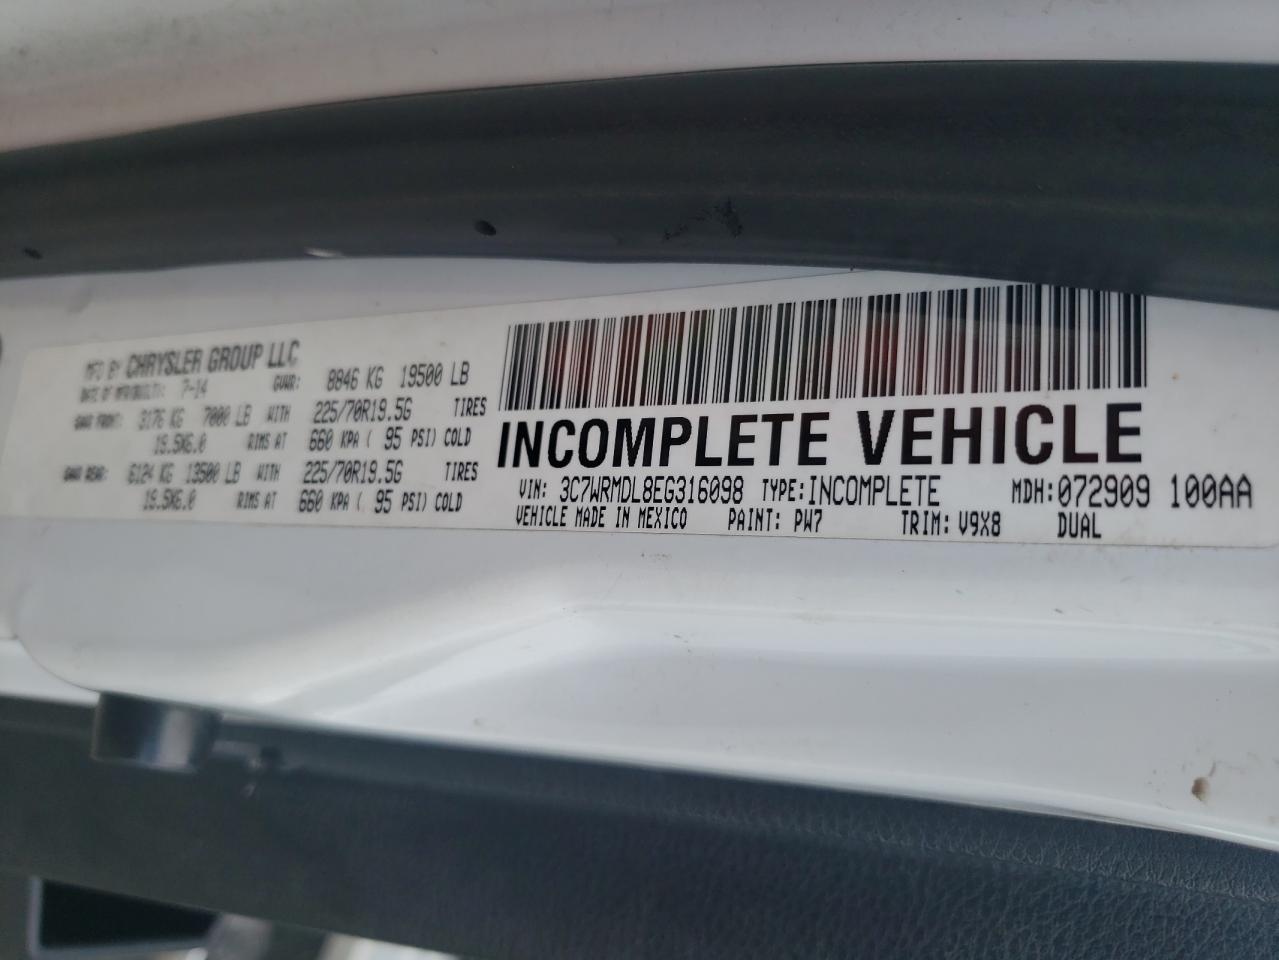 MFD BY CHRYSLER GROUP LLC
DATE OF MFR 7-14 GVWR: 8846 KG 19500 LB
GAWR FRONT: 3176 KG 7000 LB WITH 225/70R19.5G TIRES
19.5X6.0 RIMS AT 660 KPA ( 95 PSI) COLD
GAWR REAR: 6124 KG 13500 LB WITH 225/70R19.5G TIRES
19.5X6.0 RIMS AT 660 KPA ( 95 PSI) COLD
INCOMPLETE VEHICLE
VIN: 3C7WRMDL8EG316098 TYPE: INCOMPLETE MDH: 072909 100AA
VEHICLE MADE IN MEXICO PAINT: PW7 TRIM: V9X8 DUAL